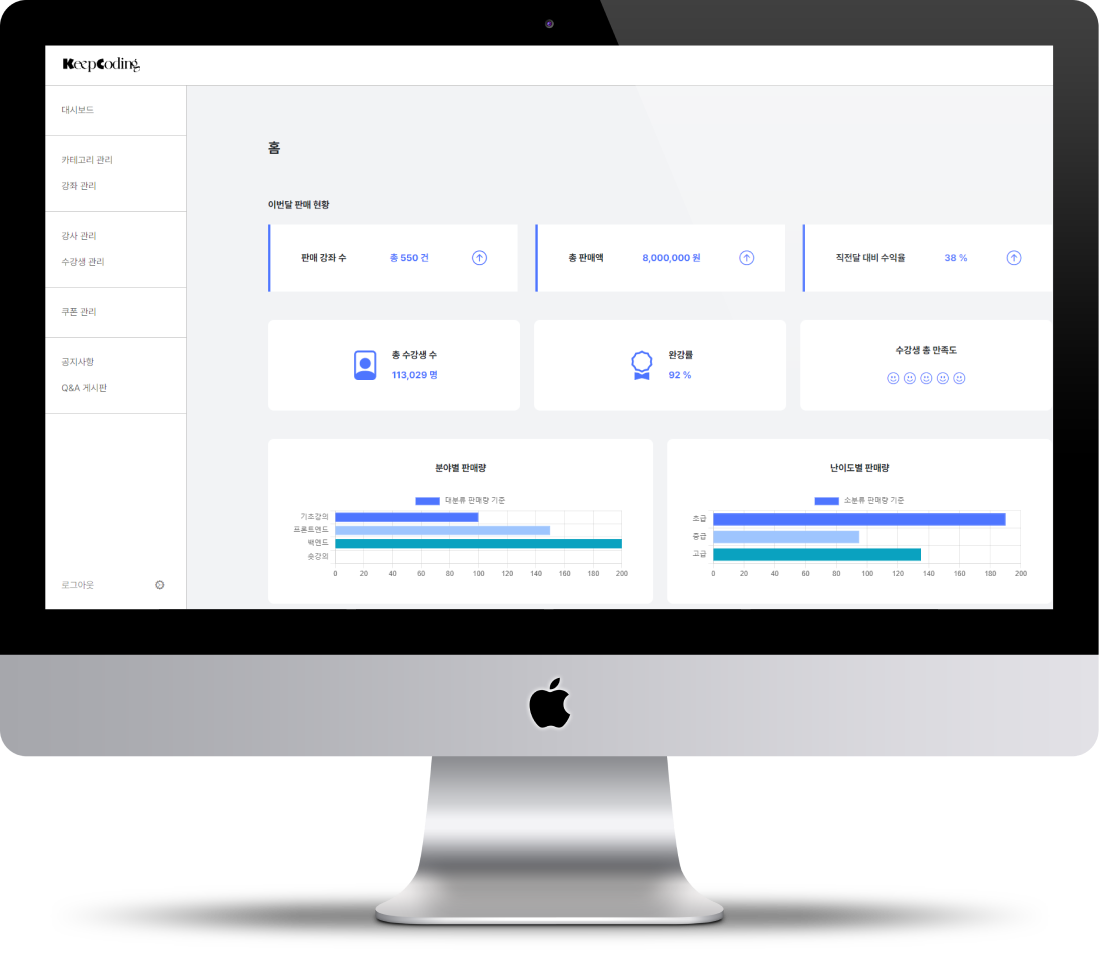 KeepCoding
대시보드
카테고리 관리
강좌 관리
강사 관리
수강생 관리
쿠폰 관리
공지사항
Q&A 게시판
로그아웃
홈
이번달 판매 현황
판매 강좌 수 총 550 건
총 판매액 8,000,000 원
직전달 대비 수익율 38 %
총 수강생 수
113,029 명
완강률
92 %
수강생 총 만족도
분야별 판매량
대분류 판매량 기준
기초강의
프론트엔드
백엔드
숏강의
0 20 40 60 80 100 120 140 160 180 200
난이도별 판매량
소분류 판매량 기준
초급
중급
고급
0 20 40 60 80 100 120 140 160 180 200